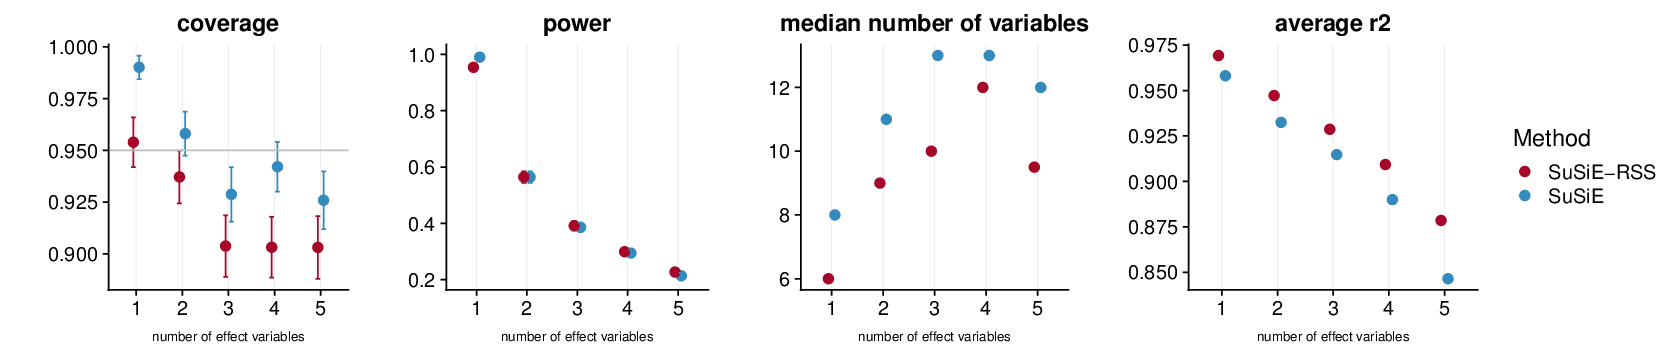 coverage
1.000
0.975
0.950
0.925
0.900
1 2 3 4 5
number of effect variables
power
1.0
0.8
0.6
0.4
0.2
1 2 3 4 5
number of effect variables
median number of variables
12
10
8
6
1 2 3 4 5
number of effect variables
average r2
0.975
0.950
0.925
0.900
0.875
0.850
1 2 3 4 5
number of effect variables
Method
SuSiE−RSS
SuSiE